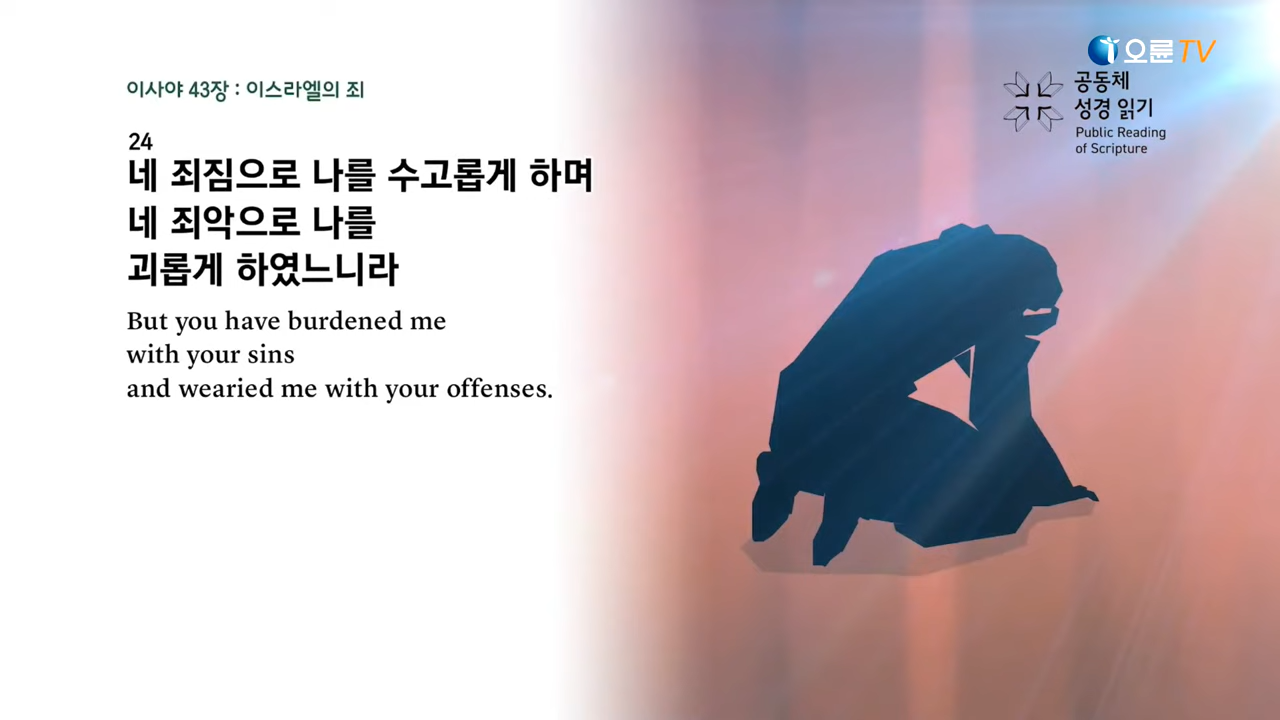 이사야 43장 : 이스라엘의 죄
24
네 죄짐으로 나를 수고롭게 하며
네 죄악으로 나를
괴롭게 하였느니라
But you have burdened me
with your sins
and wearied me with your offenses.
오륜TV
공동체
성경 읽기
Public Reading
of Scripture